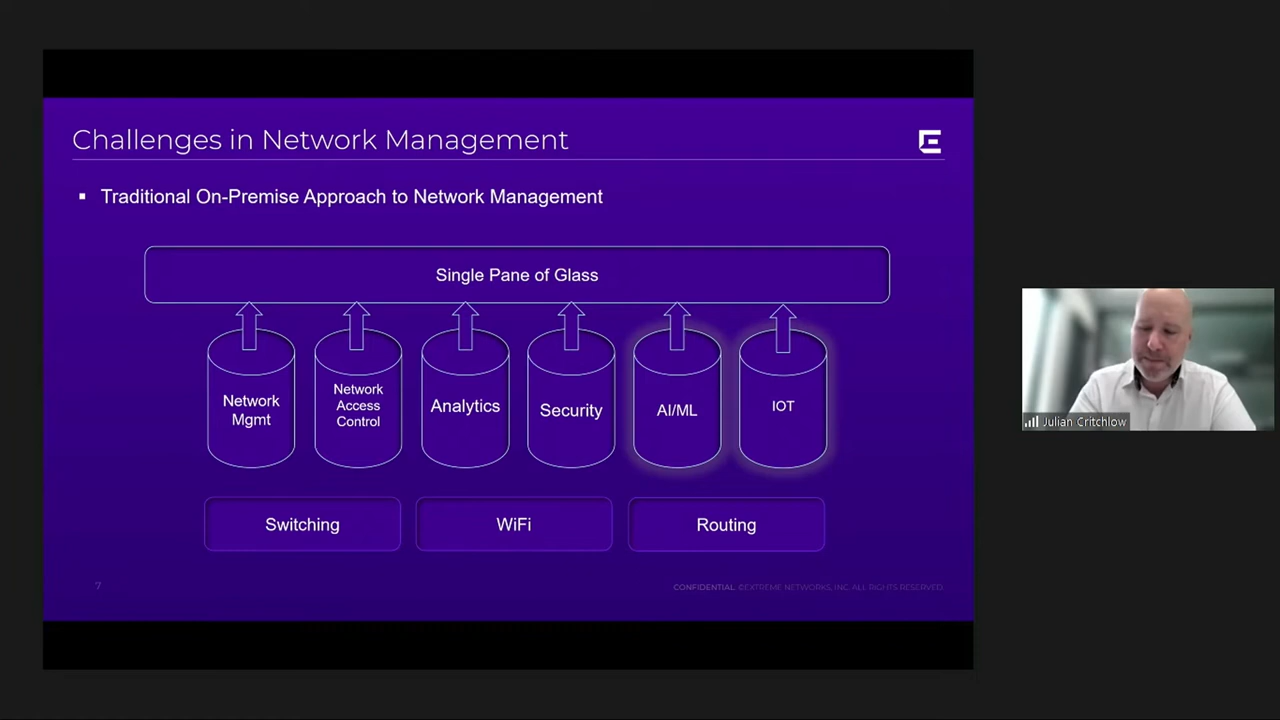 Challenges in Network Management
▪ Traditional On-Premise Approach to Network Management
Single Pane of Glass
Network
Mgmt
Network
Access
Control
Analytics
Security
AI/ML
IOT
Switching
WiFi
Routing
7
CONFIDENTIAL. ©EXTREME NETWORKS, INC. ALL RIGHTS RESERVED.
Julian Critchlow